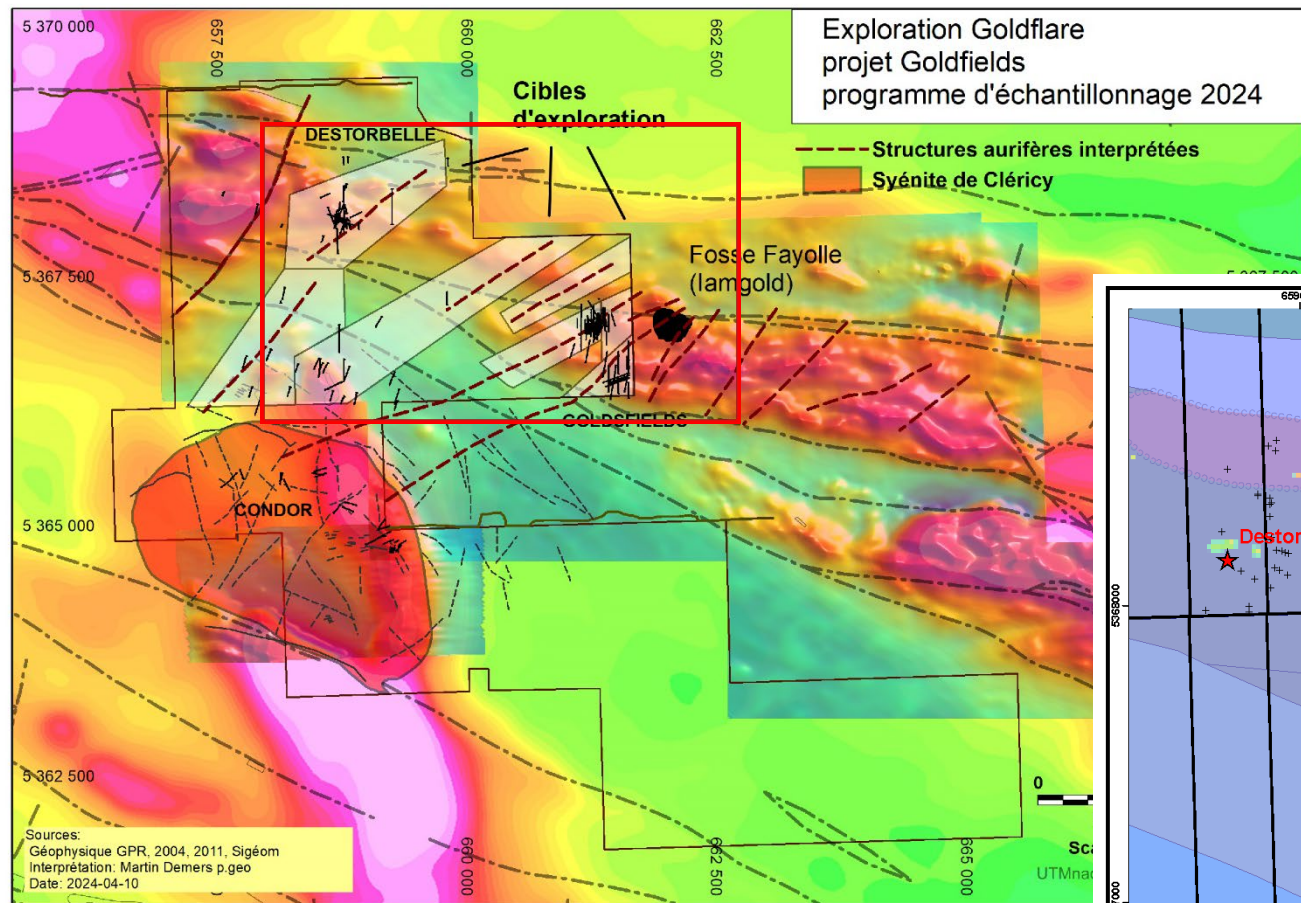 5 370 000
657 500
660 000
662 500
Exploration Goldflare
projet Goldfields
programme d'échantillonnage 2024
Cibles
d'exploration
DESTORBELLE
Structures aurifères interprétées
Syénite de Cléricy
5 367 500
Fosse Fayolle
(Iamgold)
GOLDSFIELDS
CONDOR
5 365 000
5 362 500
0
660 000
662 500
665 000
Sources:
Géophysique GPR, 2004, 2011, Sigéom
Interprétation: Martin Demers p.geo
Date: 2024-04-10
5368000